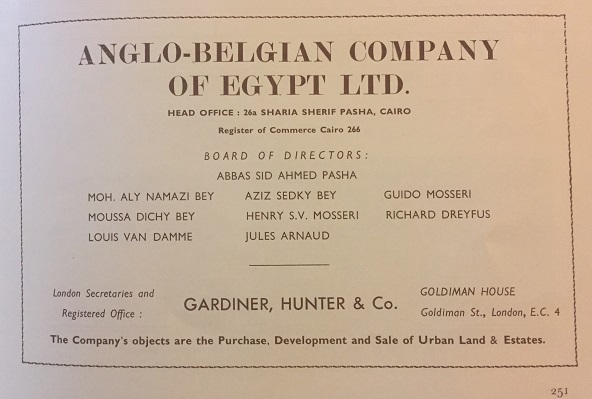 ANGLO-BELGIAN COMPANY
OF EGYPT LTD.
HEAD OFFICE : 26a SHARIA SHERIF PASHA, CAIRO
Register of Commerce Cairo 266
BOARD OF DIRECTORS:
ABBAS SID AHMED PASHA
MOH. ALY NAMAZI BEY AZIZ SEDKY BEY GUIDO MOSSERI
MOUSSA DICHY BEY HENRY S.V. MOSSERI RICHARD DREYFUS
LOUIS VAN DAMME JULES ARNAUD
London Secretaries and
Registered Office :
GARDINER, HUNTER & Co.
GOLDIMAN HOUSE
Goldiman St., London, E.C. 4
The Company's objects are the Purchase, Development and Sale of Urban Land & Estates.
251